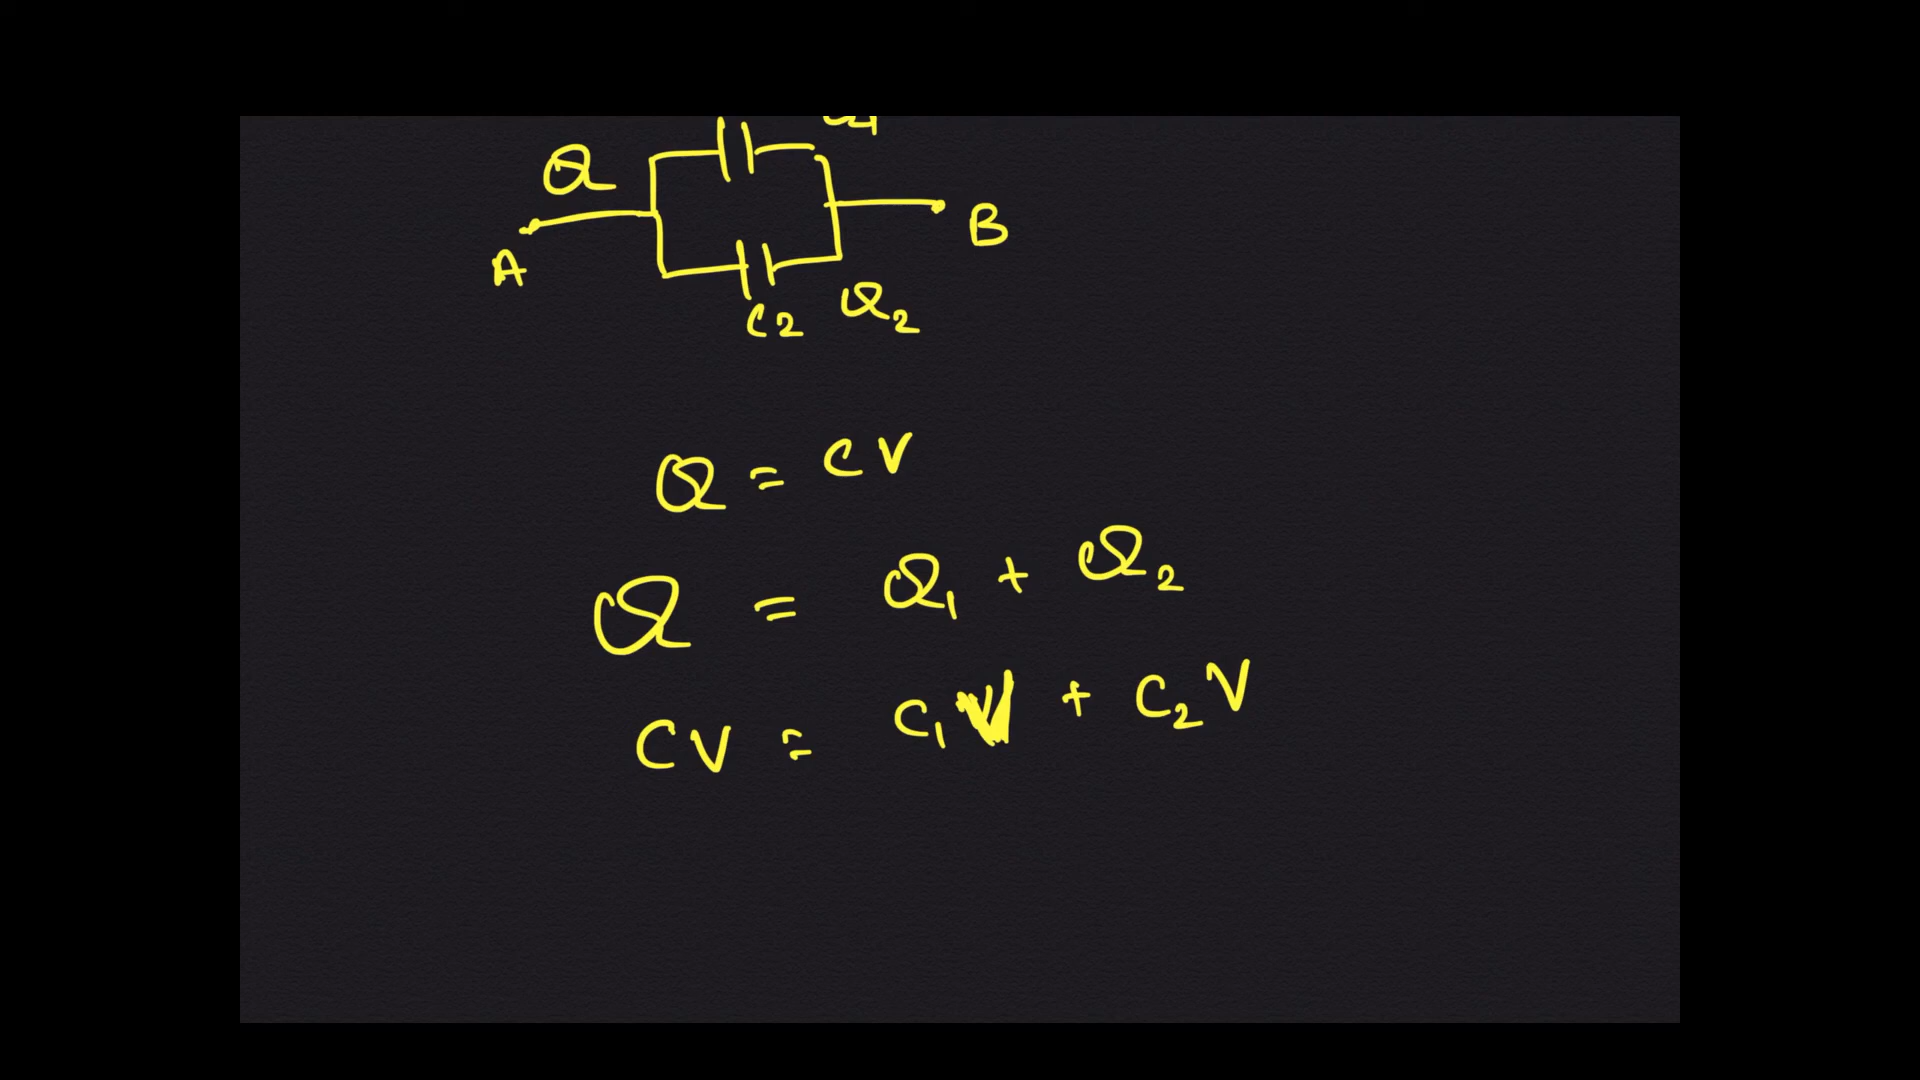 Q
A
B
C2 Q2
Q = CV
Q = Q1 + Q2
CV = C1V + C2V